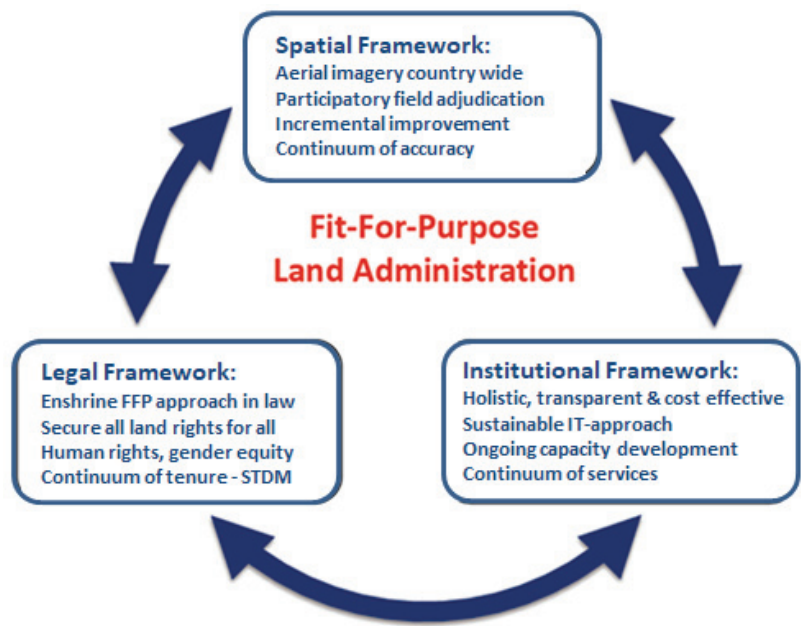 Spatial Framework:
Aerial imagery country wide
Participatory field adjudication
Incremental improvement
Continuum of accuracy
Fit-For-Purpose
Land Administration
Legal Framework:
Enshrine FFP approach in law
Secure all land rights for all
Human rights, gender equity
Continuum of tenure - STDM
Institutional Framework:
Holistic, transparent & cost effective
Sustainable IT-approach
Ongoing capacity development
Continuum of services